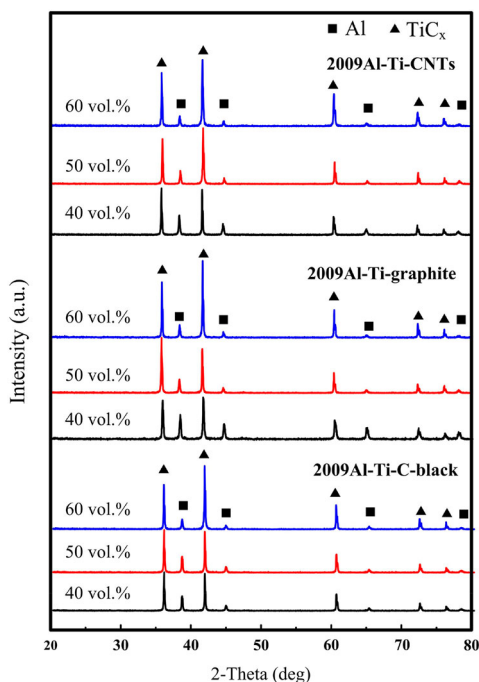 ■ Al ▲ TiCx
2009Al-Ti-CNTs
60 vol.%
50 vol.%
40 vol.%
2009Al-Ti-graphite
60 vol.%
50 vol.%
40 vol.%
2009Al-Ti-C-black
60 vol.%
50 vol.%
40 vol.%
Intensity (a.u.)
20 30 40 50 60 70 80
2-Theta (deg)